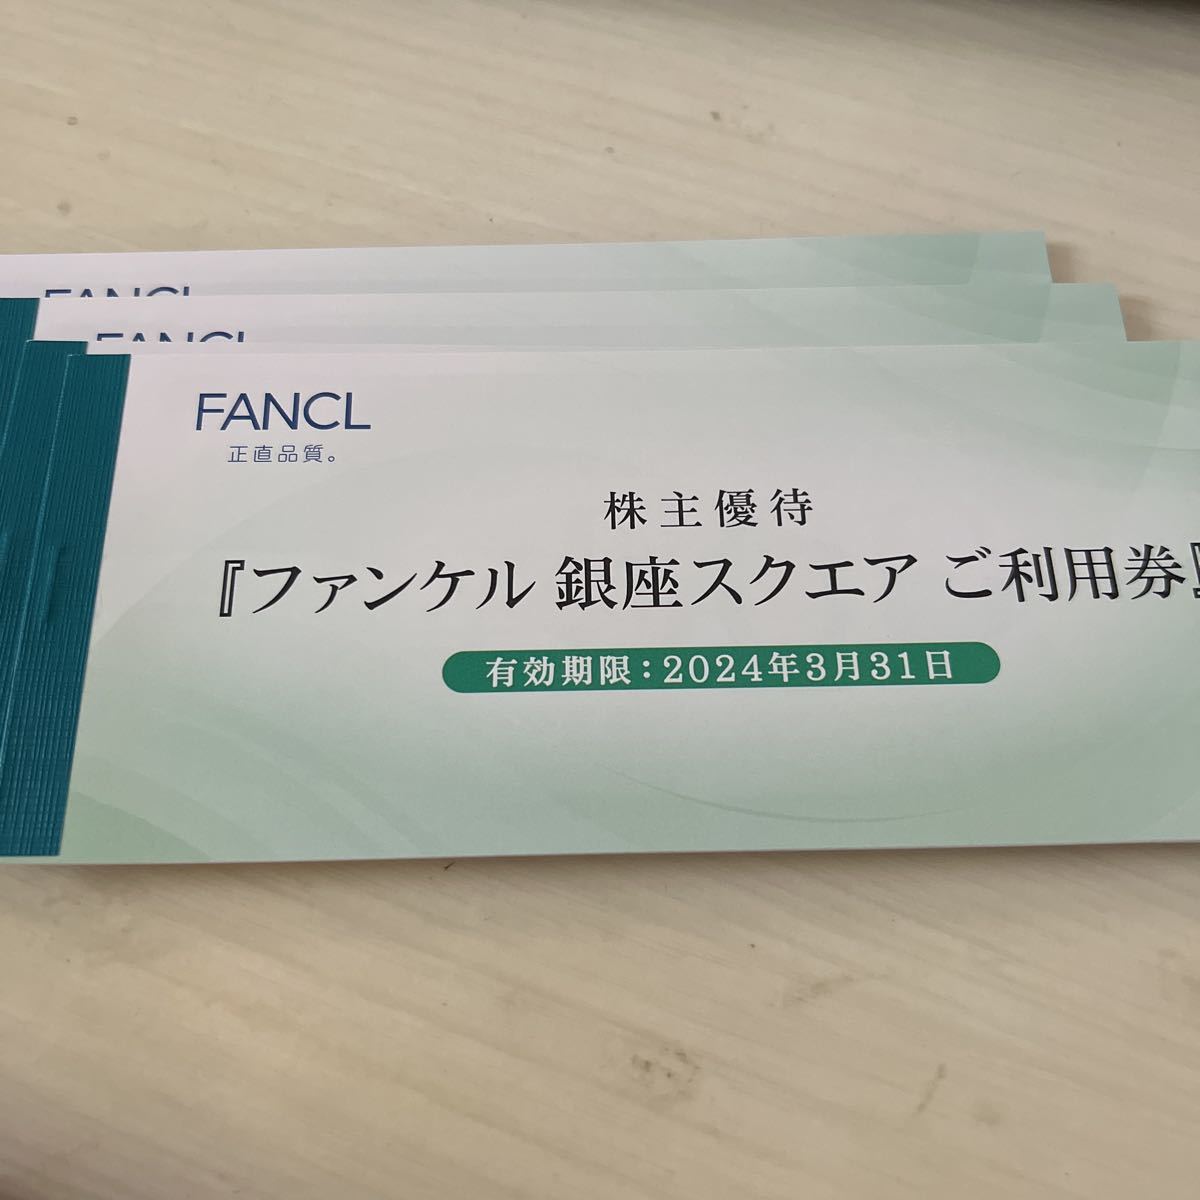 FANCL
FANCL
FANCL
正直品質。
株主優待
『ファンケル 銀座スクエア ご利用券』
有効期限：2024年3月31日